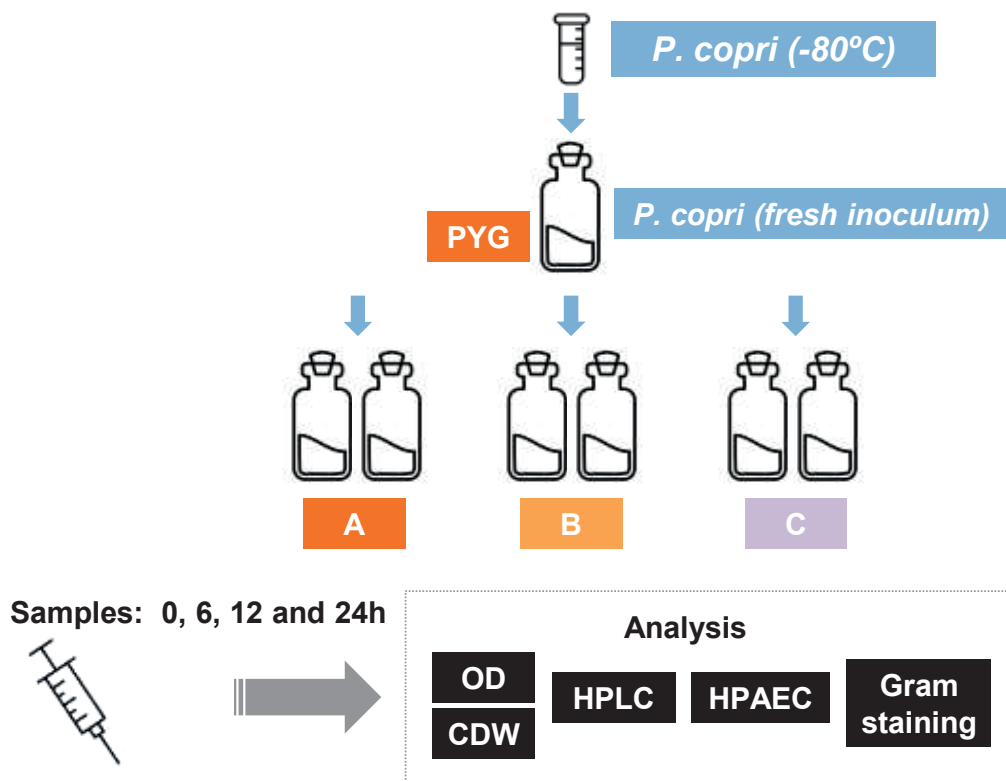 P. copri (-80ºC)
P. copri (fresh inoculum)
PYG
A
B
C
Samples: 0, 6, 12 and 24h
Analysis
OD
CDW
HPLC
HPAEC
Gram
staining